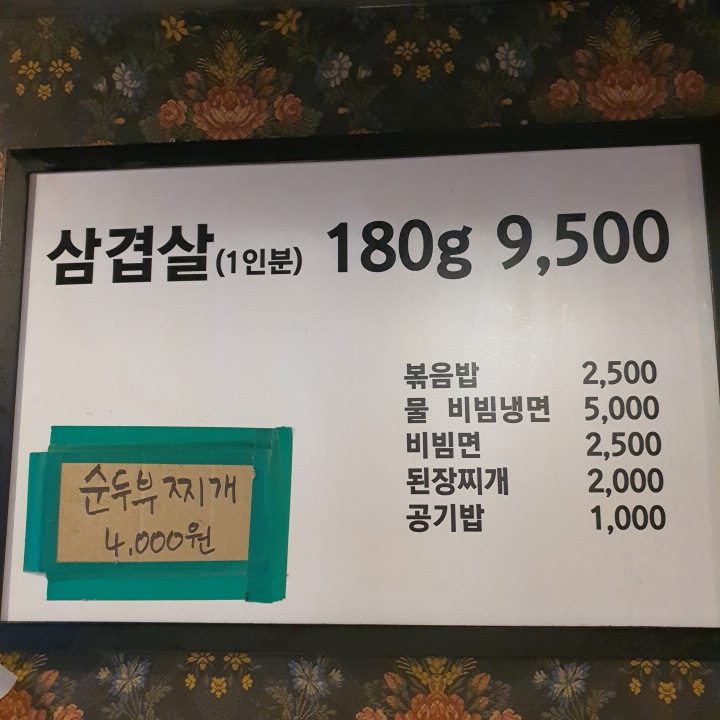 삼겹살(1인분) 180g 9,500
볶음밥 2,500
물 비빔냉면 5,000
비빔면 2,500
된장찌개 2,000
공기밥 1,000
순두부 찌개
4,000원